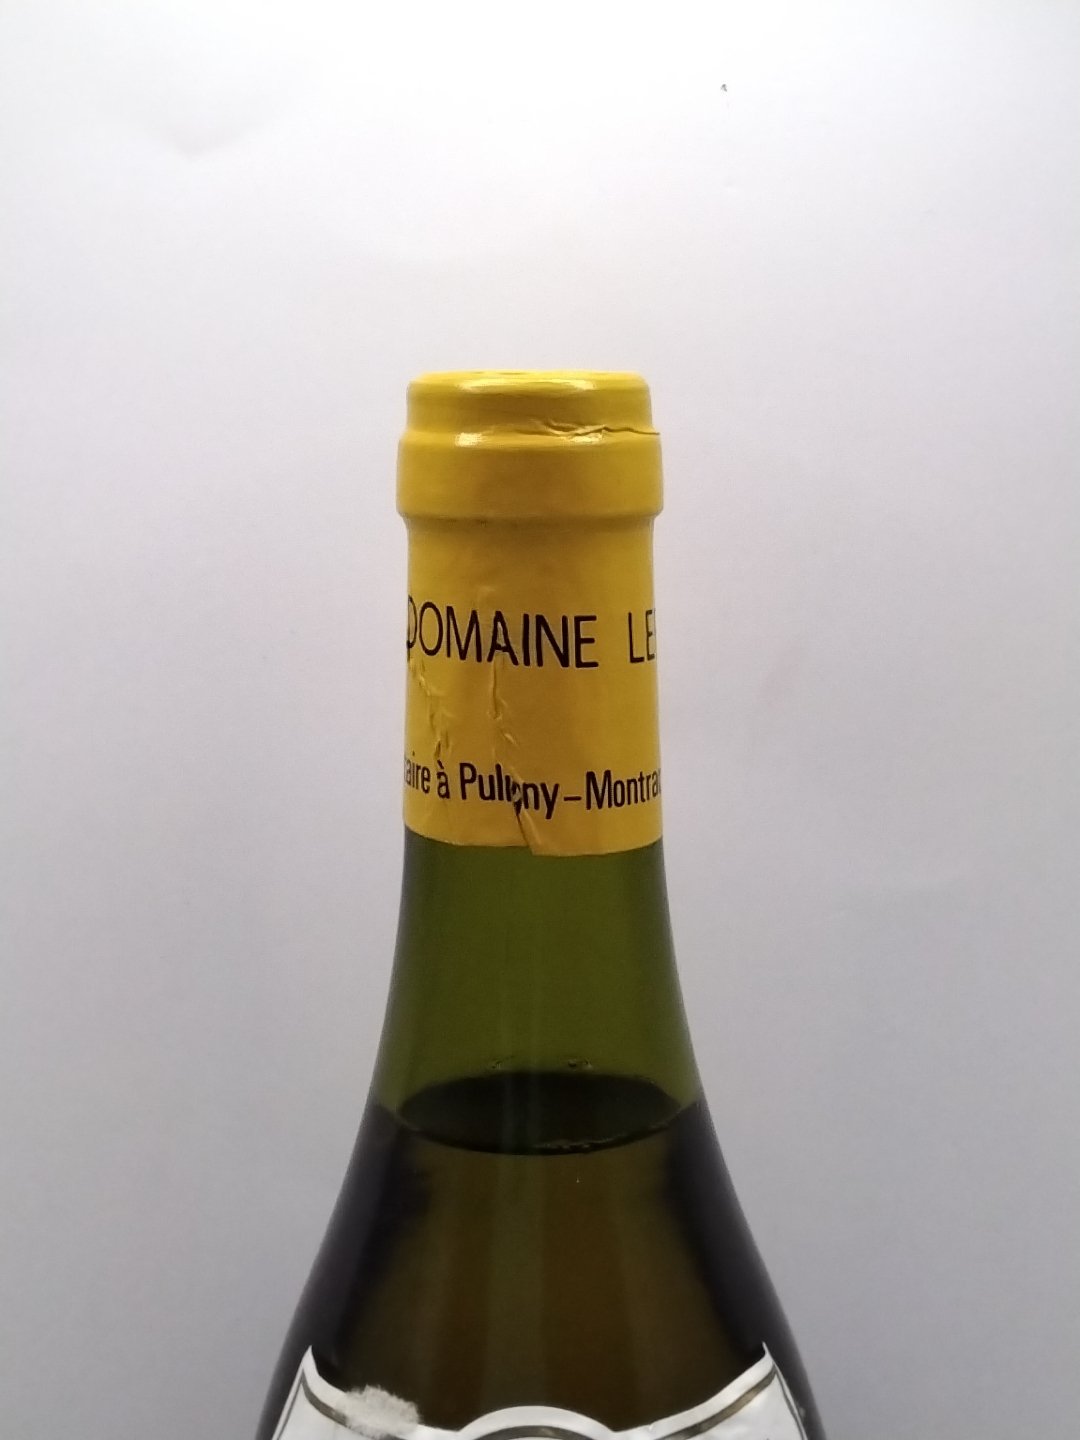 DOMAINE LE
aire à Puligny-Montra